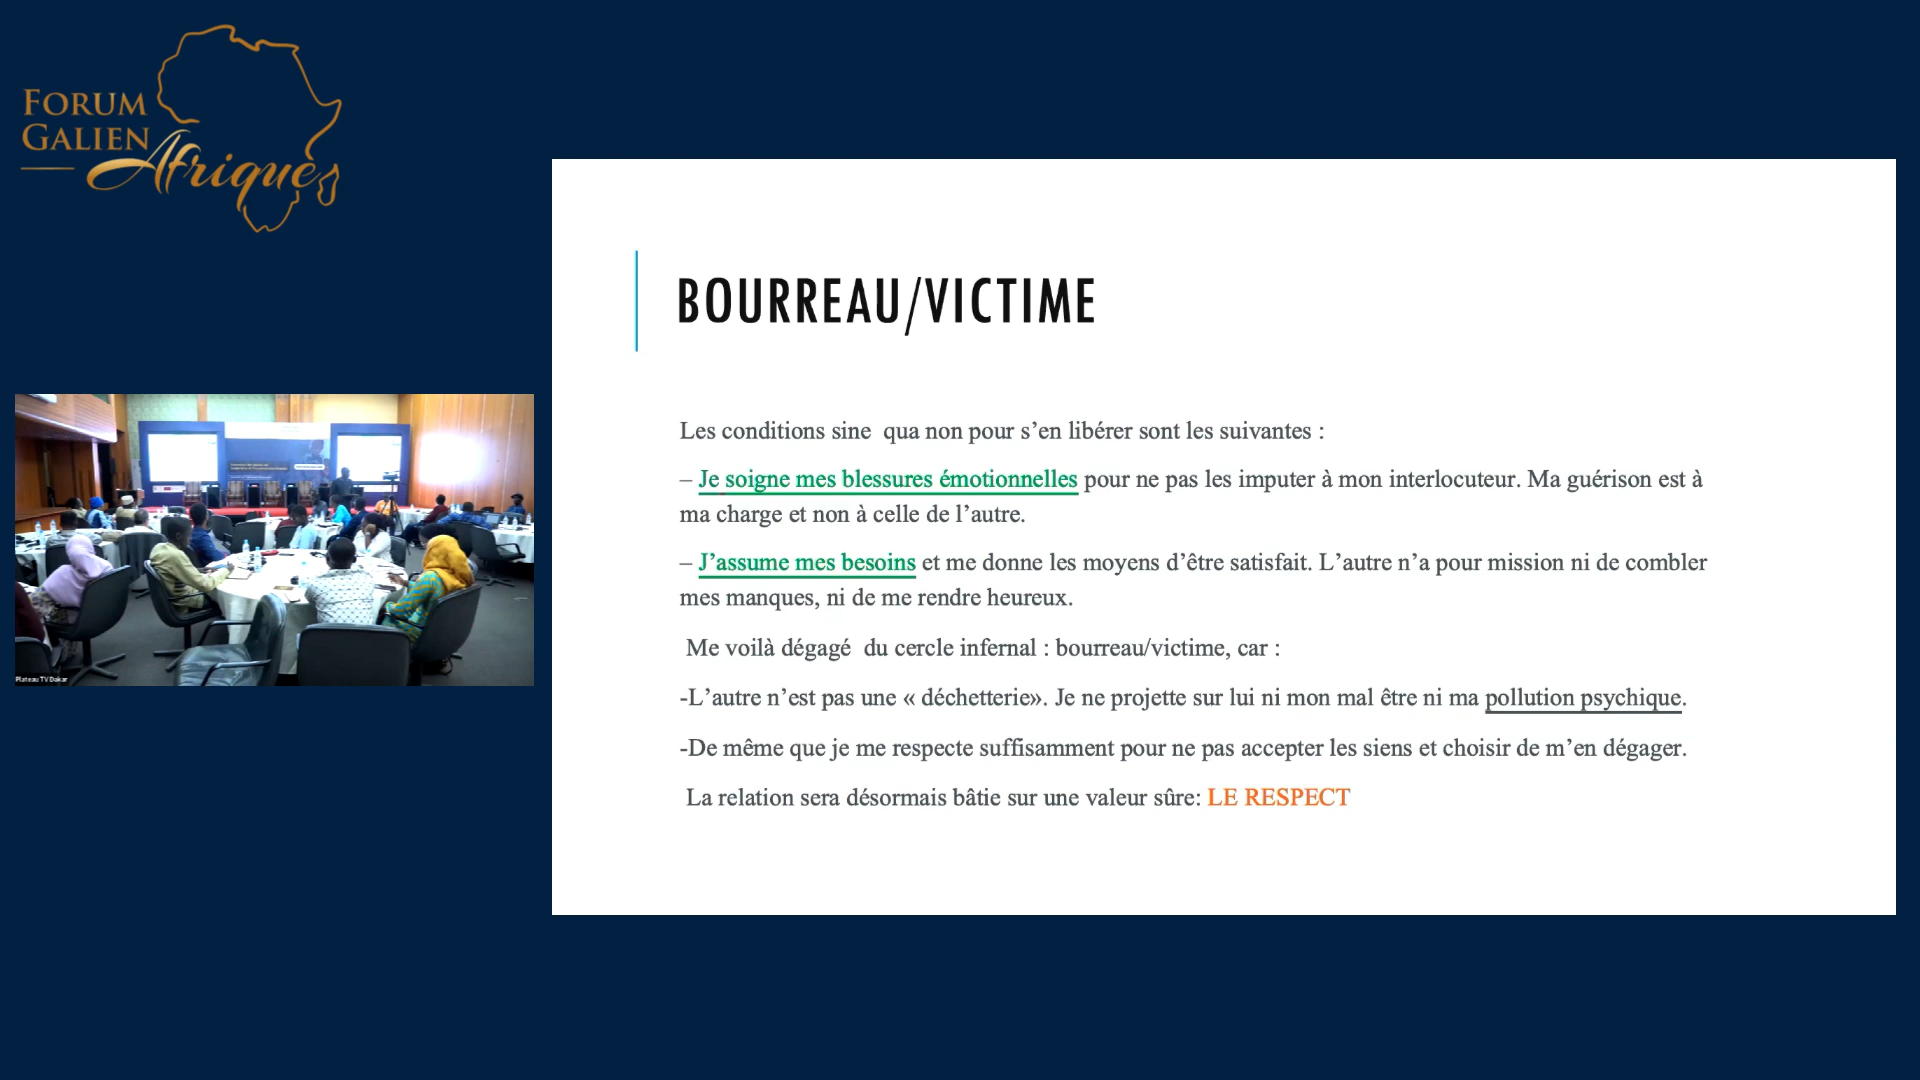 FORUM
GALIEN
Afrique
Plateau TV Dakar
BOURREAU/VICTIME
Les conditions sine  qua non pour s’en libérer sont les suivantes :
– Je soigne mes blessures émotionnelles pour ne pas les imputer à mon interlocuteur. Ma guérison est à
ma charge et non à celle de l’autre.
– J’assume mes besoins et me donne les moyens d’être satisfait. L’autre n’a pour mission ni de combler
mes manques, ni de me rendre heureux.
Me voilà dégagé  du cercle infernal : bourreau/victime, car :
-L’autre n’est pas une « déchetterie». Je ne projette sur lui ni mon mal être ni ma pollution psychique.
-De même que je me respecte suffisamment pour ne pas accepter les siens et choisir de m’en dégager.
La relation sera désormais bâtie sur une valeur sûre: LE RESPECT